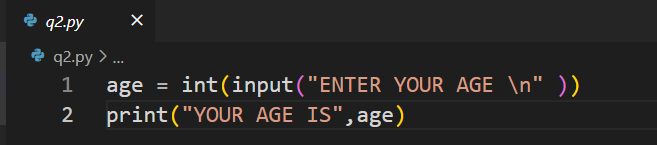 q2.py ×
q2.py > ...
1 age = int(input("ENTER YOUR AGE \n" ))
2 print("YOUR AGE IS",age)